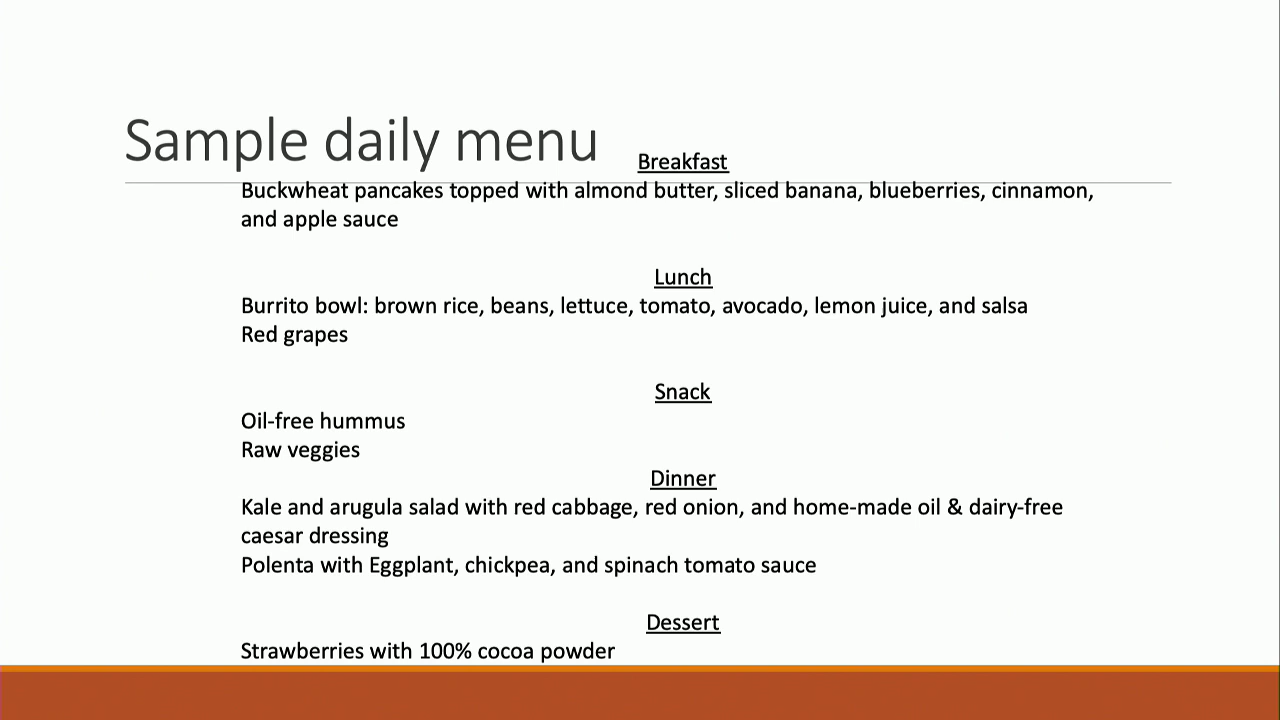 Sample daily menu
Breakfast
Buckwheat pancakes topped with almond butter, sliced banana, blueberries, cinnamon,
and apple sauce
Lunch
Burrito bowl: brown rice, beans, lettuce, tomato, avocado, lemon juice, and salsa
Red grapes
Snack
Oil-free hummus
Raw veggies
Dinner
Kale and arugula salad with red cabbage, red onion, and home-made oil & dairy-free
caesar dressing
Polenta with Eggplant, chickpea, and spinach tomato sauce
Dessert
Strawberries with 100% cocoa powder